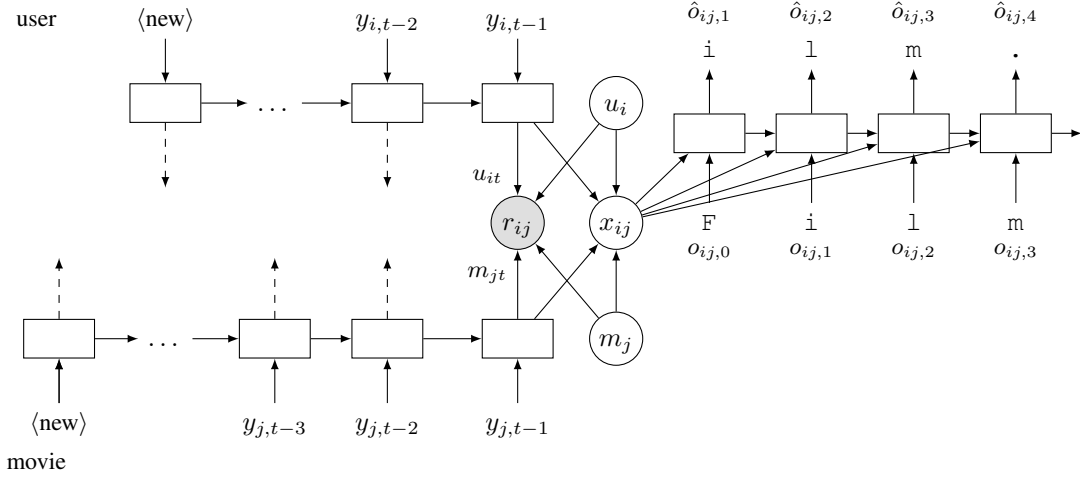 user ⟨new⟩ y_{i,t−2} y_{i,t−1} ô_{ij,1} ô_{ij,2} ô_{ij,3} ô_{ij,4}
i l m .
... u_i
u_{it}
r_{ij} x_{ij} F i l m
m_{jt} o_{ij,0} o_{ij,1} o_{ij,2} o_{ij,3}
... m_j
⟨new⟩ y_{j,t−3} y_{j,t−2} y_{j,t−1}
movie